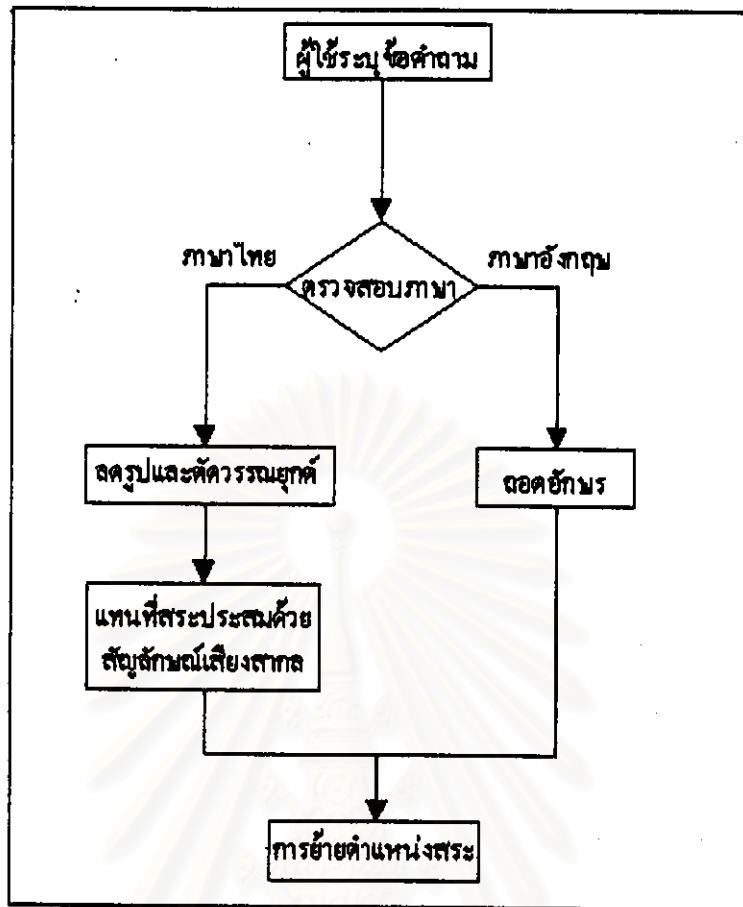 ผู้ใช้ระบุข้อคำถาม
ภาษาไทย
ภาษาอังกฤษ
ตรวจสอบภาษา
ลดรูปและตัดวรรณยุกต์
ถอดอักษร
แทนที่สระประสมด้วย
สัญลักษณ์เสียงสากล
การย้ายตำแหน่งสระ